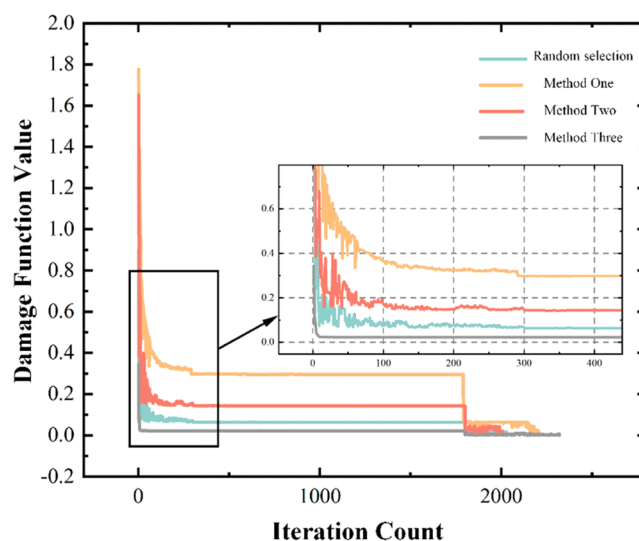 2.0
1.8
1.6
1.4
1.2
1.0
0.8
0.6
0.4
0.2
0.0
-0.2
Damage Function Value
Random selection
Method One
Method Two
Method Three
0.6
0.4
0.2
0.0
0 100 200 300 400
0 1000 2000
Iteration Count